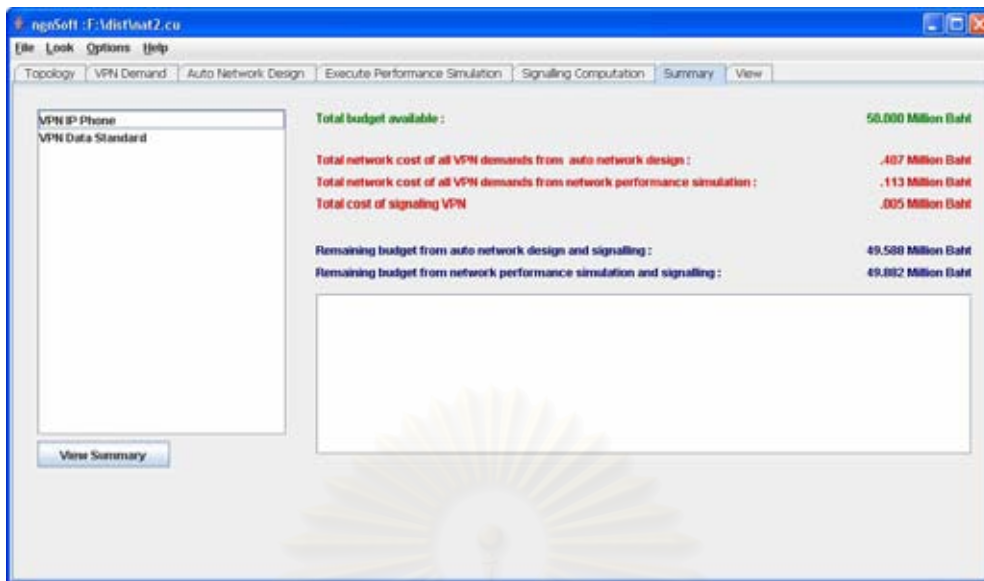 ngnSoft :F:\dist\nat2.cu
File Look Options Help
Topology VPN Demand Auto Network Design Execute Performance Simulation Signalling Computation Summary View
VPN IP Phone
VPN Data Standard
View Summary
Total budget available : 50.000 Million Baht
Total network cost of all VPN demands from auto network design : .407 Million Baht
Total network cost of all VPN demands from network performance simulation : .113 Million Baht
Total cost of signaling VPN .005 Million Baht
Remaining budget from auto network design and signalling : 49.588 Million Baht
Remaining budget from network performance simulation and signalling : 49.882 Million Baht